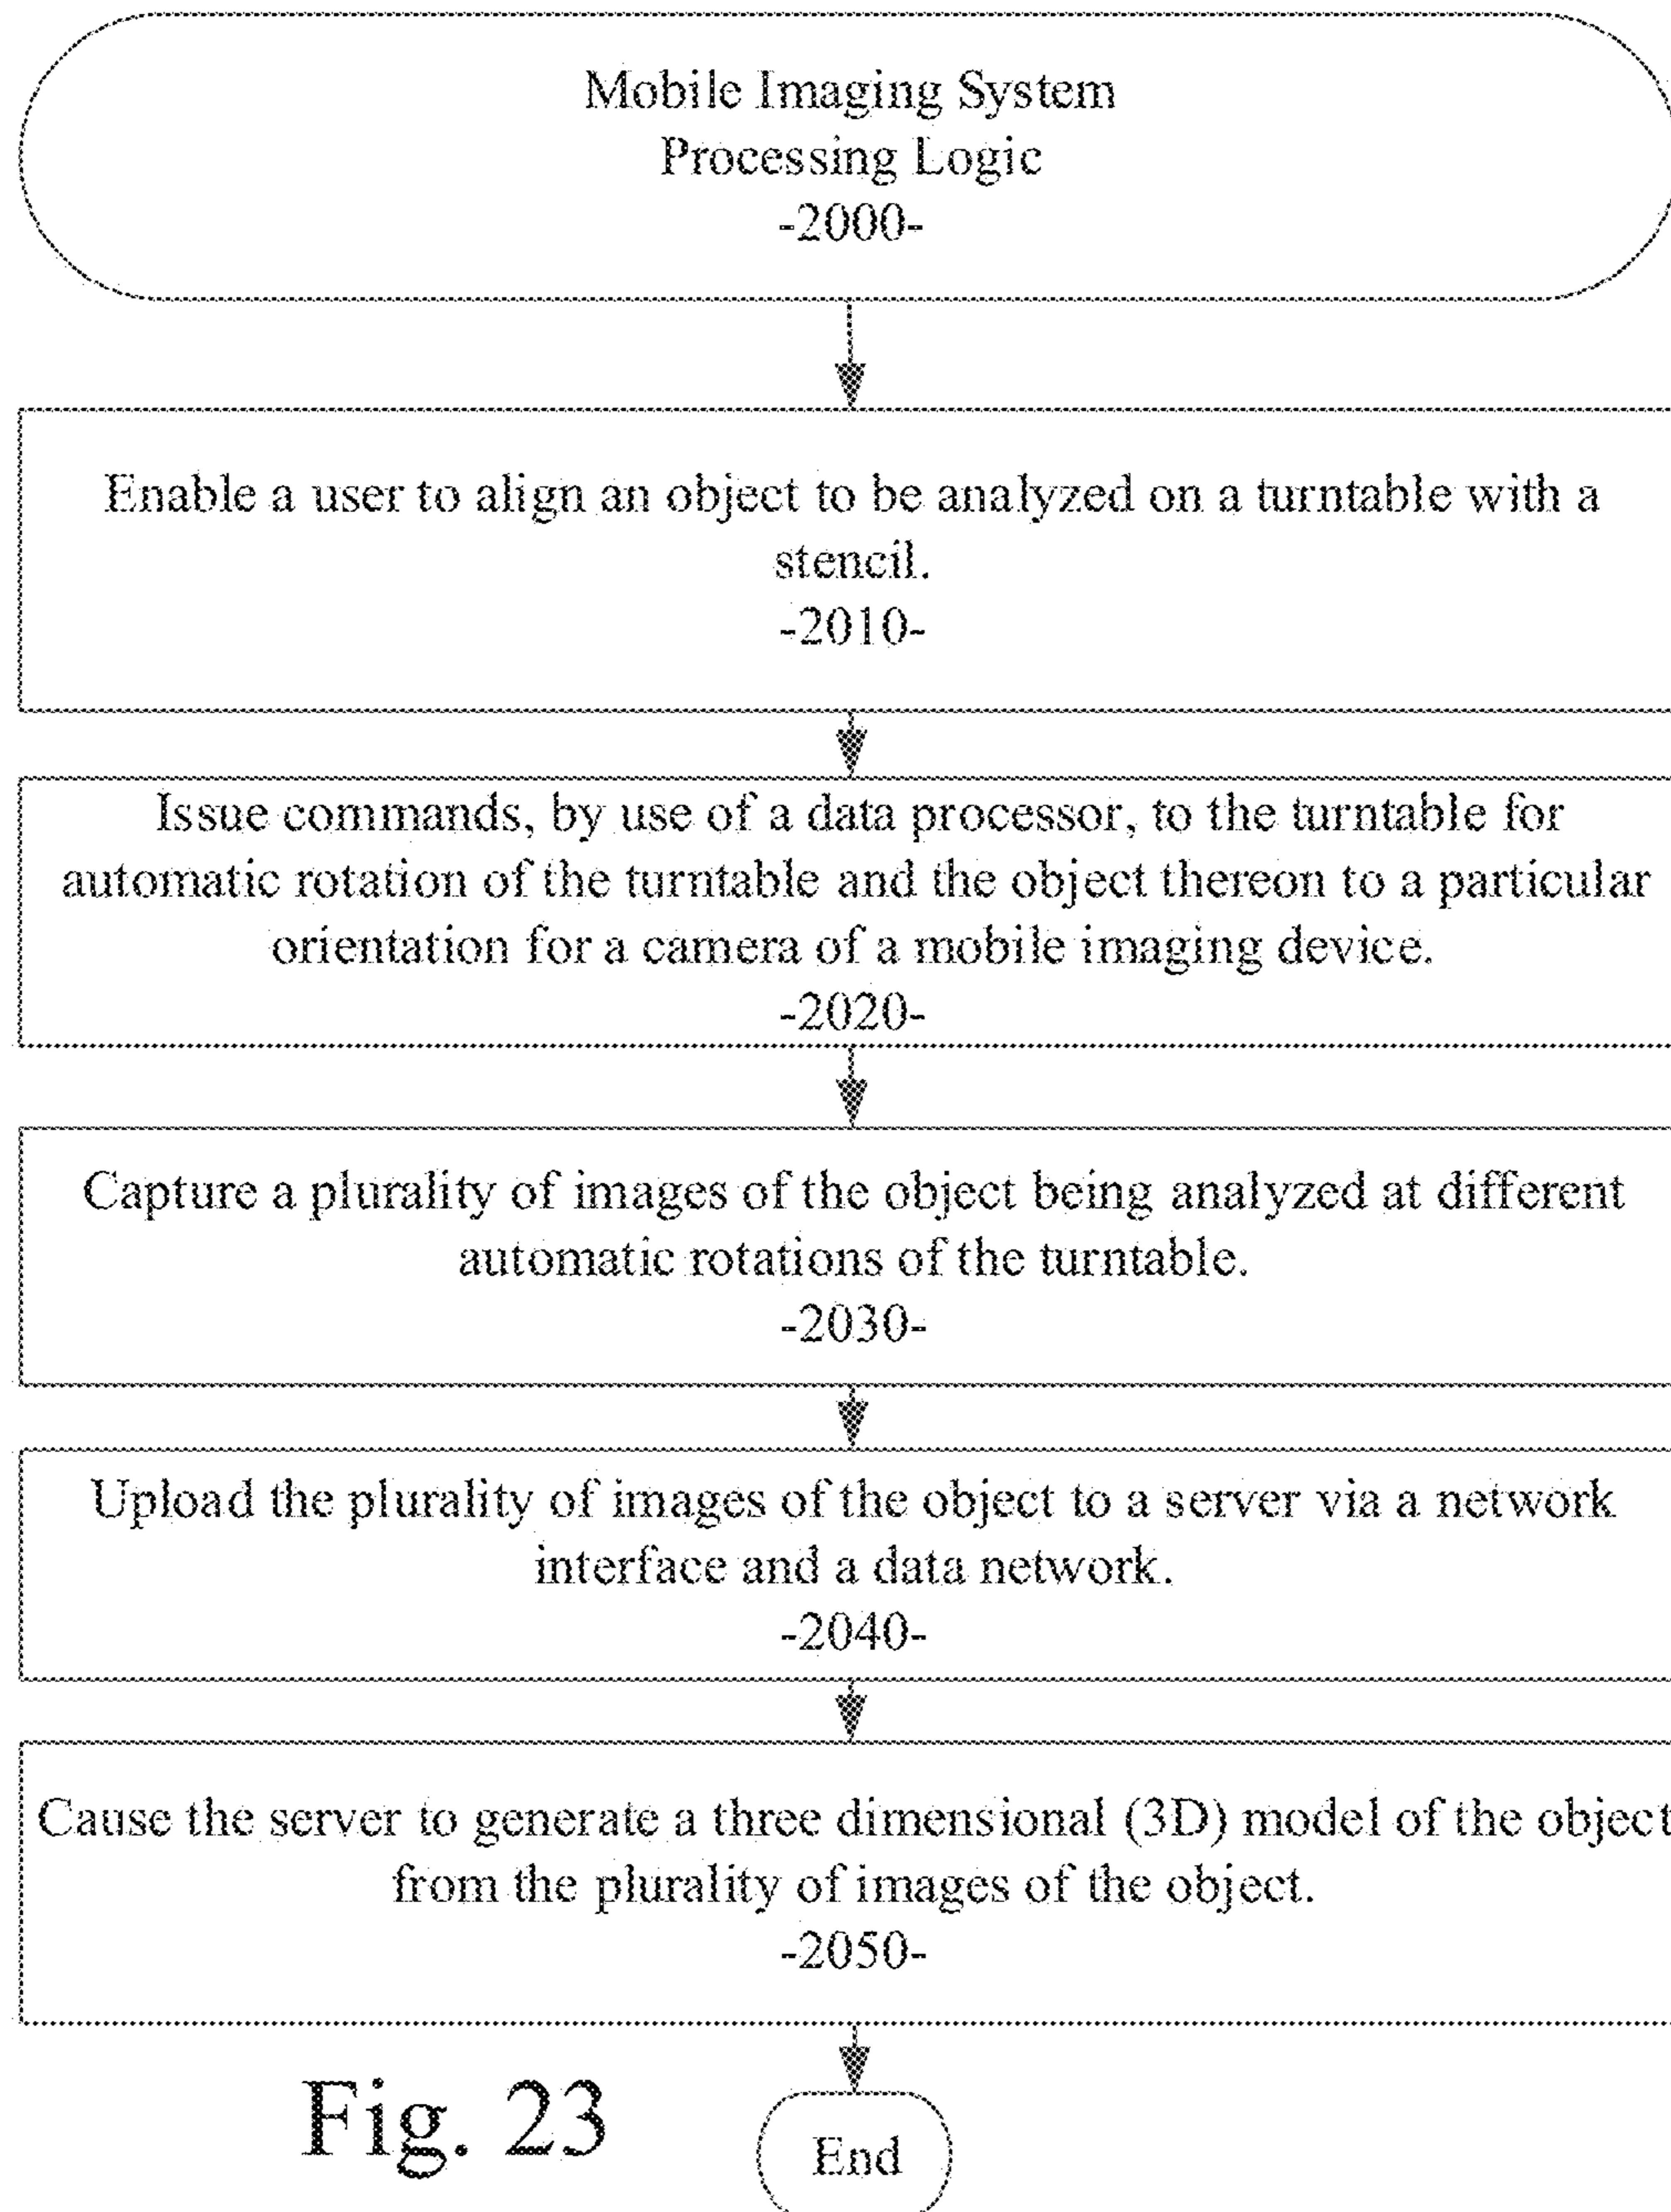 Mobile Imaging System
Processing Logic
-2000-
Enable a user to align an object to be analyzed on a turntable with a
stencil.
-2010-
Issue commands, by use of a data processor, to the turntable for
automatic rotation of the turntable and the object thereon to a particular
orientation for a camera of a mobile imaging device.
-2020-
Capture a plurality of images of the object being analyzed at different
automatic rotations of the turntable.
-2030-
Upload the plurality of images of the object to a server via a network
interface and a data network.
-2040-
Cause the server to generate a three dimensional (3D) model of the object
from the plurality of images of the object.
-2050-
Fig. 23
End